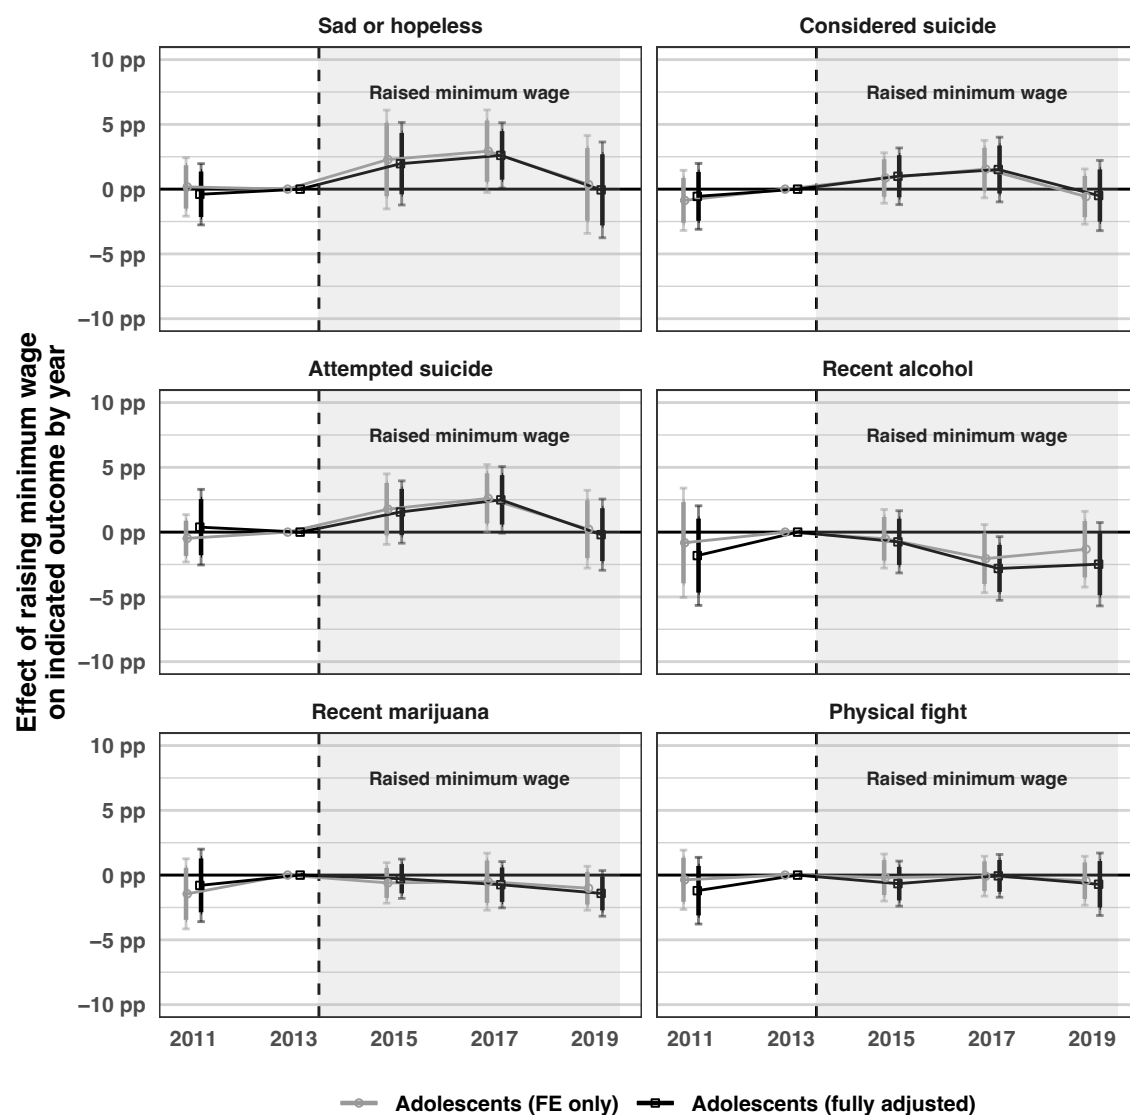 Sad or hopeless
Considered suicide
10 pp
5 pp
0 pp
−5 pp
−10 pp
Raised minimum wage
Raised minimum wage
Attempted suicide
Recent alcohol
10 pp
5 pp
0 pp
−5 pp
−10 pp
Raised minimum wage
Raised minimum wage
Effect of raising minimum wage
on indicated outcome by year
Recent marijuana
Physical fight
10 pp
5 pp
0 pp
−5 pp
−10 pp
Raised minimum wage
Raised minimum wage
2011 2013 2015 2017 2019
2011 2013 2015 2017 2019
Adolescents (FE only) Adolescents (fully adjusted)